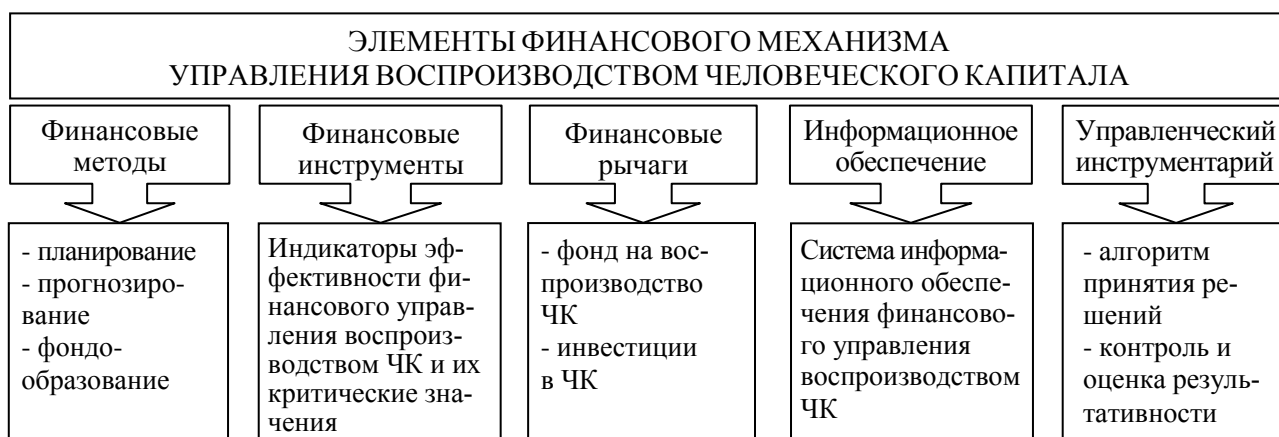 ЭЛЕМЕНТЫ ФИНАНСОВОГО МЕХАНИЗМА
УПРАВЛЕНИЯ ВОСПРОИЗВОДСТВОМ ЧЕЛОВЕЧЕСКОГО КАПИТАЛА
Финансовые
методы
Финансовые
инструменты
Финансовые
рычаги
Информационное
обеспечение
Управленческий
инструментарий
- планирование
- прогнозиро-
вание
- фондо-
образование
Индикаторы эф-
фективности фи-
нансового управ-
ления воспроиз-
водством ЧК и их
критические зна-
чения
- фонд на вос-
производство
ЧК
- инвестиции
в ЧК
Система информа-
ционного обеспе-
чения финансово-
го управления
воспроизводством
ЧК
- алгоритм
принятия ре-
шений
- контроль и
оценка резуль-
тативности